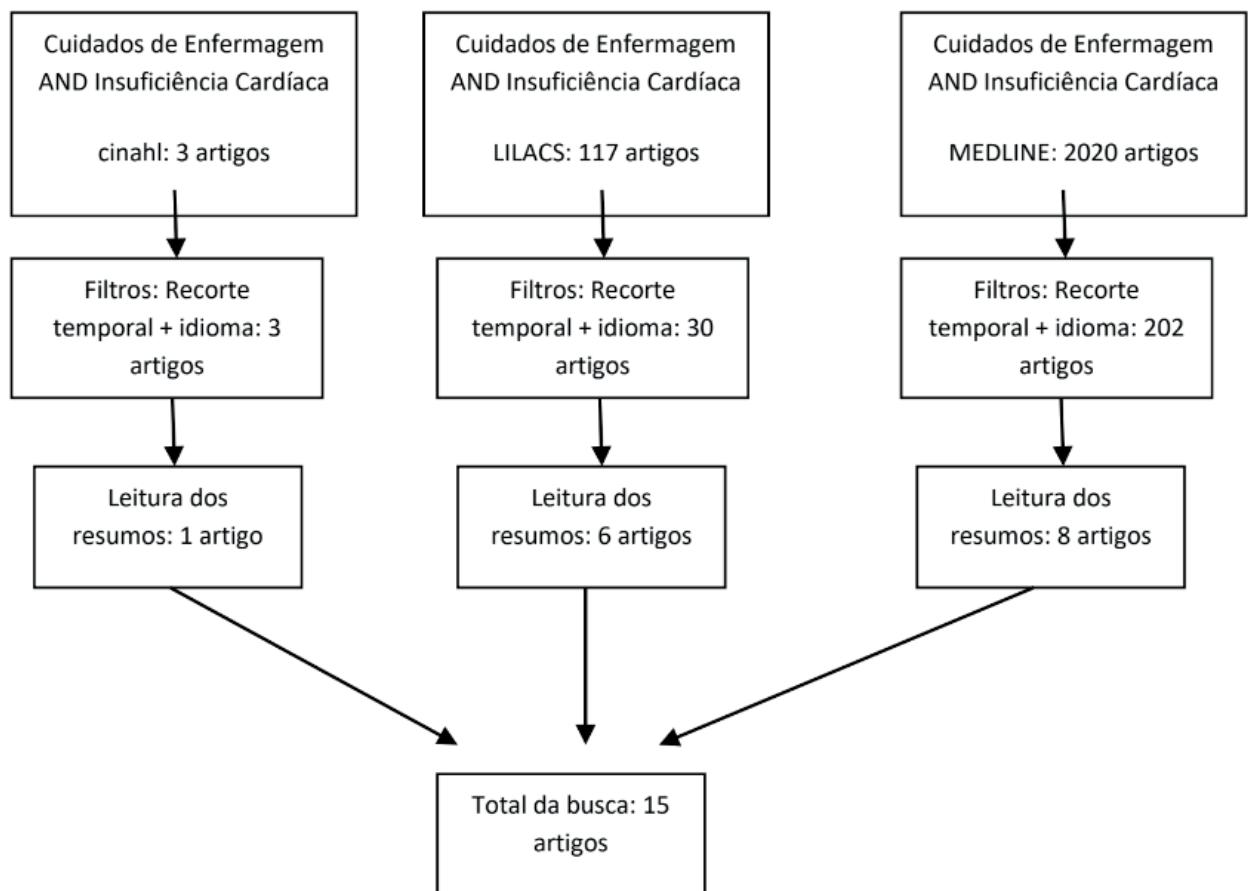 Cuidados de Enfermagem
AND Insuficiência Cardíaca
cinahl: 3 artigos
Cuidados de Enfermagem
AND Insuficiência Cardíaca
LILACS: 117 artigos
Cuidados de Enfermagem
AND Insuficiência Cardíaca
MEDLINE: 2020 artigos
Filtros: Recorte
temporal + idioma: 3
artigos
Filtros: Recorte
temporal + idioma: 30
artigos
Filtros: Recorte
temporal + idioma: 202
artigos
Leitura dos
resumos: 1 artigo
Leitura dos
resumos: 6 artigos
Leitura dos
resumos: 8 artigos
Total da busca: 15
artigos